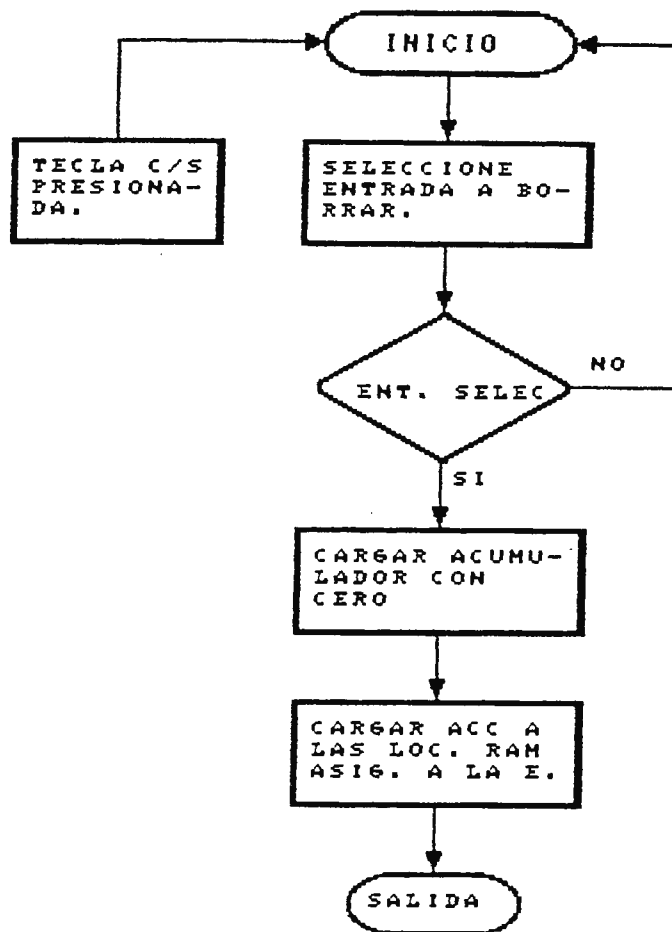 INICIO
TECLA C/S
PRESIONA-
DA.
SELECCIONE
ENTRADA A BO-
RRAR.
ENT. SELEC
NO
SI
CARGAR ACUMU-
LADOR CON
CERO
CARGAR ACC A
LAS LOC. RAM
ASIG. A LA E.
SALIDA